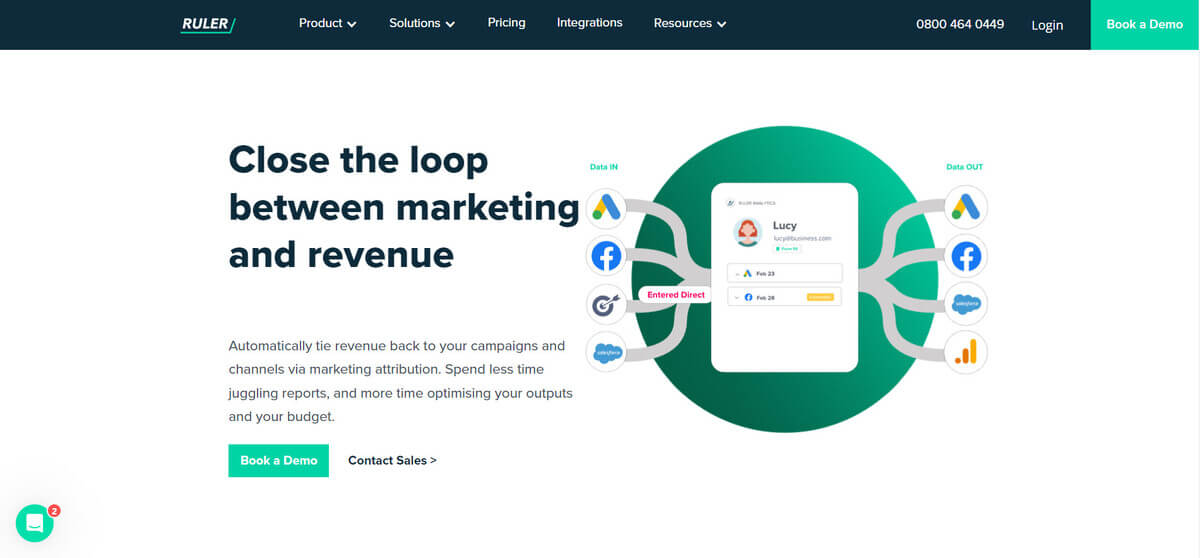 RULER
Product
Solutions
Pricing
Integrations
Resources
0800 464 0449
Login
Book a Demo
Close the loop
between marketing
and revenue
Automatically tie revenue back to your campaigns and
channels via marketing attribution. Spend less time
juggling reports, and more time optimising your outputs
and your budget.
Book a Demo
Contact Sales >
Data IN
Data OUT
RULER ANALYTICS
Lucy
lucy@business.com
Feb 23
Feb 28
Entered Direct
salesforce
salesforce
2